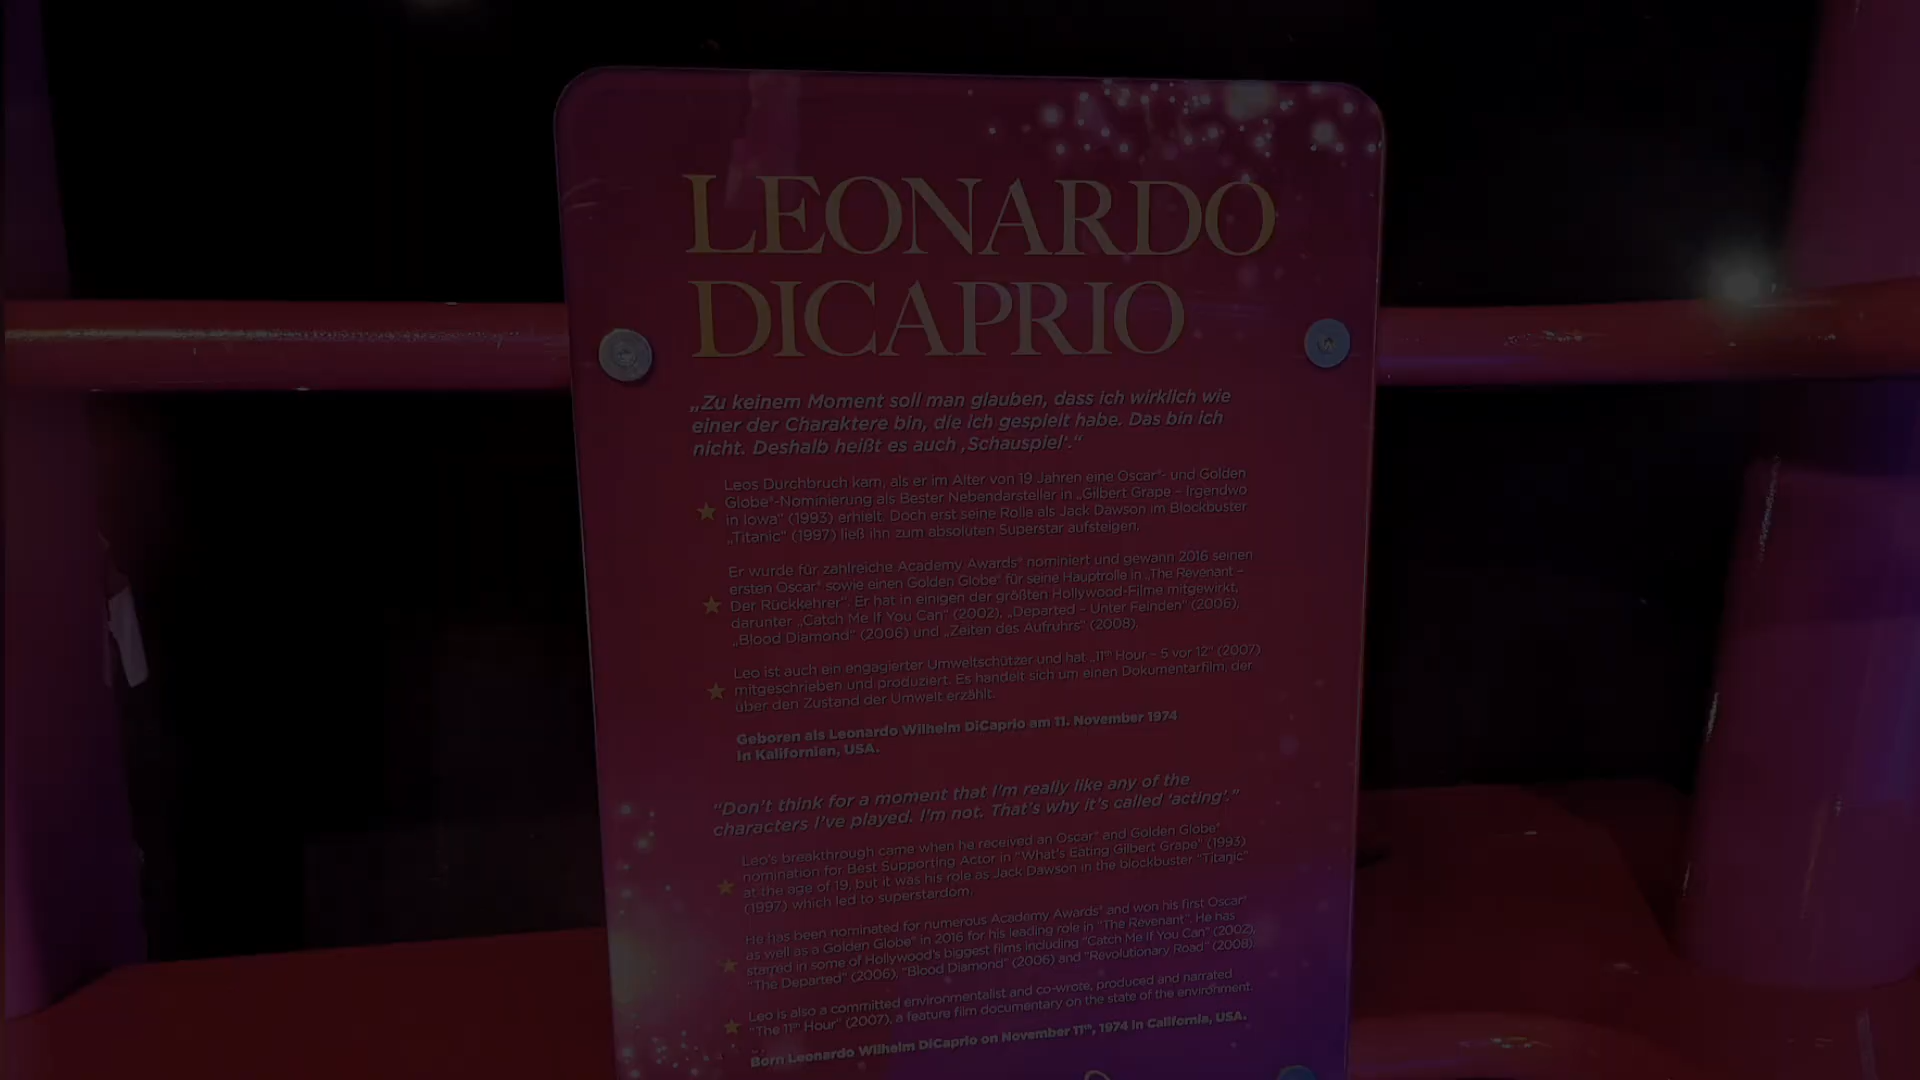 LEONARDO
DICAPRIO
„Zu keinem Moment soll man glauben, dass ich wirklich wie
einer der Charaktere bin, die ich gespielt habe. Das bin ich
nicht. Deshalb heißt es auch ‚Schauspiel‘.“
Leos Durchbruch kam, als er im Alter von 19 Jahren eine Oscar®- und Golden
Globe®-Nominierung als Bester Nebendarsteller in „Gilbert Grape – Irgendwo
in Iowa“ (1993) erhielt. Doch erst seine Rolle als Jack Dawson im Blockbuster
„Titanic“ (1997) ließ ihn zum absoluten Superstar aufsteigen.
Er wurde für zahlreiche Academy Awards® nominiert und gewann 2016 seinen
ersten Oscar® sowie einen Golden Globe® für seine Hauptrolle in „The Revenant –
Der Rückkehrer“. Er hat in einigen der größten Hollywood-Filme mitgewirkt,
darunter „Catch Me If You Can“ (2002), „Departed – Unter Feinden“ (2006),
„Blood Diamond“ (2006) und „Zeiten des Aufruhrs“ (2008).
Leo ist auch ein engagierter Umweltschützer und hat „11th Hour – 5 vor 12“ (2007)
mitgeschrieben und produziert. Es handelt sich um einen Dokumentarfilm, der
über den Zustand der Umwelt erzählt.
Geboren als Leonardo Wilhelm DiCaprio am 11. November 1974
in Kalifornien, USA.
“Don’t think for a moment that I’m really like any of the
characters I’ve played. I’m not. That’s why it’s called ‘acting’.”
Leo’s breakthrough came when he received an Oscar® and Golden Globe®
nomination for Best Supporting Actor in “What’s Eating Gilbert Grape” (1993)
at the age of 19, but it was his role as Jack Dawson in the blockbuster “Titanic”
(1997) which led to superstardom.
He has been nominated for numerous Academy Awards® and won his first Oscar®
as well as a Golden Globe® in 2016 for his leading role in “The Revenant”. He has
starred in some of Hollywood’s biggest films including “Catch Me If You Can” (2002),
“The Departed” (2006), “Blood Diamond” (2006) and “Revolutionary Road” (2008).
Leo is also a committed environmentalist and co-wrote, produced and narrated
“The 11th Hour” (2007), a feature film documentary on the state of the environment.
Born Leonardo Wilhelm DiCaprio on November 11th, 1974 in California, USA.